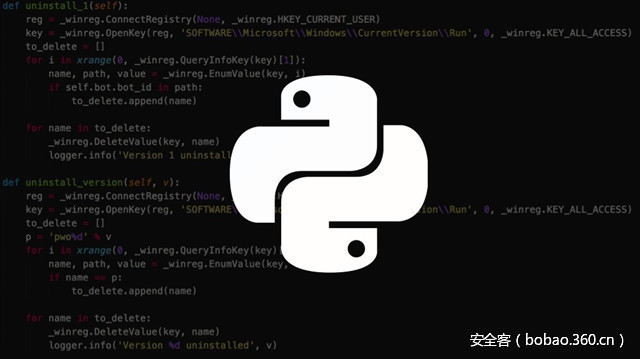 def uninstall_1(self):
reg = _winreg.ConnectRegistry(None, _winreg.HKEY_CURRENT_USER)
key = _winreg.OpenKey(reg, 'SOFTWARE\\Microsoft\\Windows\\CurrentVersion\\Run', 0, _winreg.KEY_ALL_ACCESS)
to_delete = []
for i in xrange(0, _winreg.QueryInfoKey(key)[1]):
name, path, value = _winreg.EnumValue(key, i)
if self.bot.bot_id in path:
to_delete.append(name)
for name in to_delete:
_winreg.DeleteValue(key, name)
logger.info('Version 1 uninstall
def uninstall_version(self, v):
reg = _winreg.ConnectRegistry(None, _USER)
key = _winreg.OpenKey(reg, 'SOFTWARE\\ sion\\Run', 0, _winreg.KEY_ALL_ACCESS)
to_delete = []
p = 'pwo%d' % v
for i in xrange(0, _winreg.QueryInfoKey(key)
name, path, value = _winreg.EnumValue(key,
if name == p:
to_delete.append(name)
for name in to_delete:
_winreg.DeleteValue(key, name)
logger.info('Version %d uninstalled', v)
安全客（bobao.360.cn）